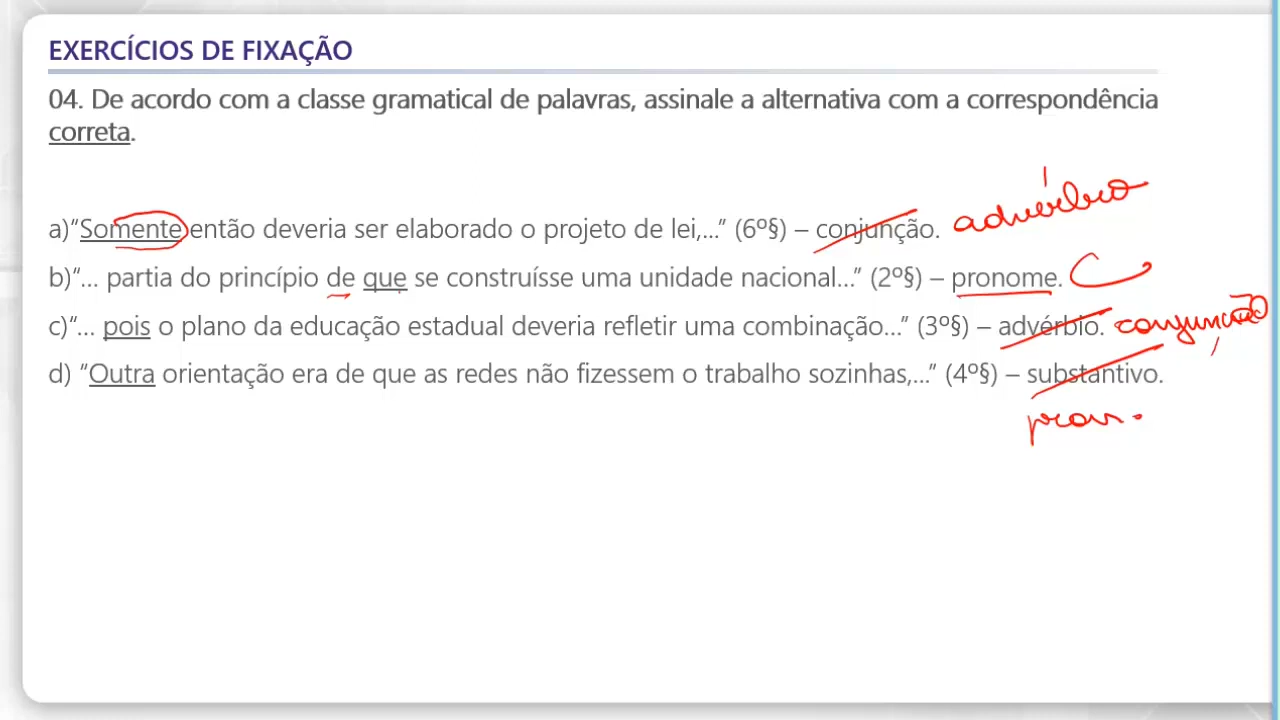 EXERCÍCIOS DE FIXAÇÃO
04. De acordo com a classe gramatical de palavras, assinale a alternativa com a correspondência
correta.
a)“Somente então deveria ser elaborado o projeto de lei,...” (6º§) – conjunção. advérbio
b)“... partia do princípio de que se construísse uma unidade nacional...” (2º§) – pronome. C
c)“... pois o plano da educação estadual deveria refletir uma combinação...” (3º§) – advérbio. conjunção
d) “Outra orientação era de que as redes não fizessem o trabalho sozinhas,...” (4º§) – substantivo.
pron.